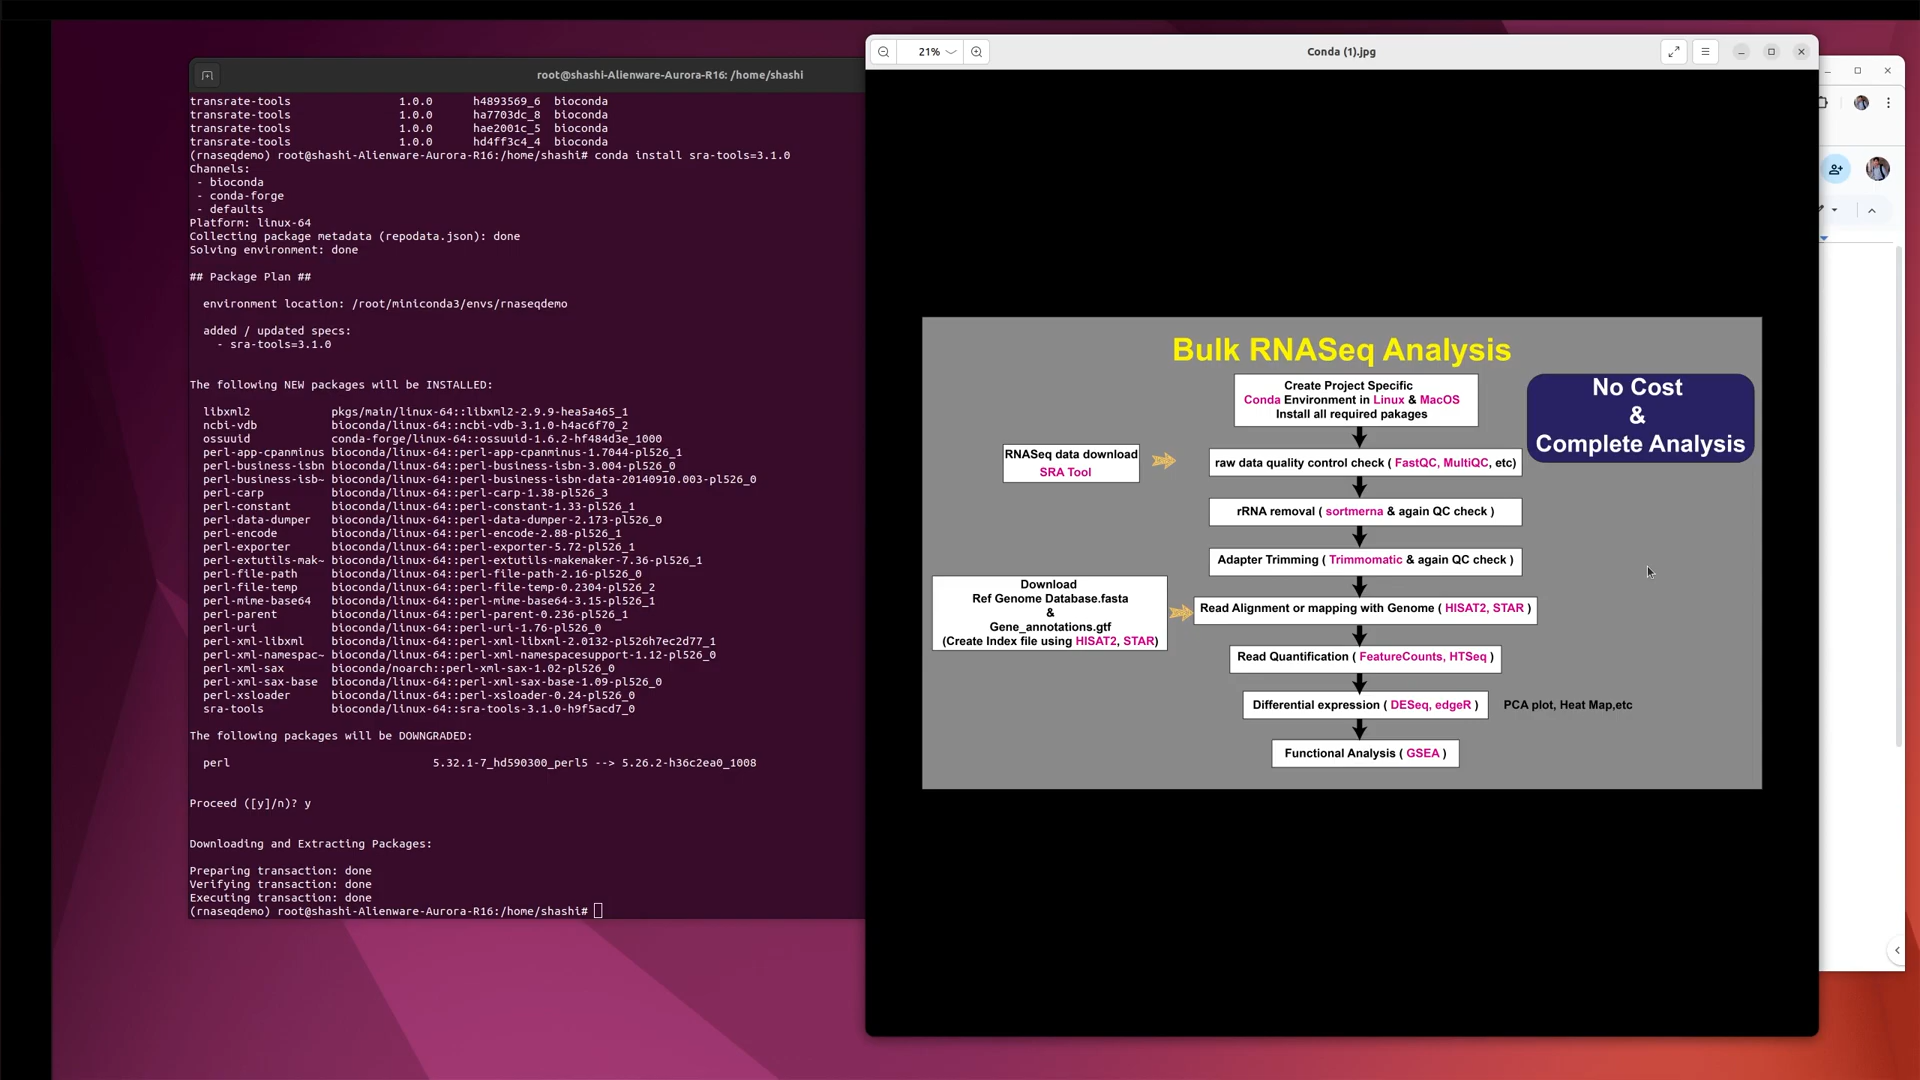 root@shashi-Alienware-Aurora-R16: /home/shashi
transrate-tools 1.0.0 h4893569_6 bioconda
transrate-tools 1.0.0 ha7703dc_8 bioconda
transrate-tools 1.0.0 hae2001c_5 bioconda
transrate-tools 1.0.0 hd4ff3c4_4 bioconda
(rnaseqdemo) root@shashi-Alienware-Aurora-R16:/home/shashi# conda install sra-tools=3.1.0
Channels:
- bioconda
- conda-forge
- defaults
Platform: linux-64
Collecting package metadata (repodata.json): done
Solving environment: done
## Package Plan ##
environment location: /root/miniconda3/envs/rnaseqdemo
added / updated specs:
- sra-tools=3.1.0
The following NEW packages will be INSTALLED:
libxml2 pkgs/main/linux-64::libxml2-2.9.9-hea5a465_1
ncbi-vdb bioconda/linux-64::ncbi-vdb-3.1.0-h4ac6f70_2
ossuuid conda-forge/linux-64::ossuuid-1.6.2-hf484d3e_1000
perl-app-cpanminus bioconda/linux-64::perl-app-cpanminus-1.7044-pl526_1
perl-business-isbn bioconda/linux-64::perl-business-isbn-3.004-pl526_0
perl-business-isb~ bioconda/linux-64::perl-business-isbn-data-20140910.003-pl526_0
perl-carp bioconda/linux-64::perl-carp-1.38-pl526_3
perl-constant bioconda/linux-64::perl-constant-1.33-pl526_1
perl-data-dumper bioconda/linux-64::perl-data-dumper-2.173-pl526_0
perl-encode bioconda/linux-64::perl-encode-2.88-pl526_1
perl-exporter bioconda/linux-64::perl-exporter-5.72-pl526_1
perl-extutils-mak~ bioconda/linux-64::perl-extutils-makemaker-7.36-pl526_1
perl-file-path bioconda/linux-64::perl-file-path-2.16-pl526_0
perl-file-temp bioconda/linux-64::perl-file-temp-0.2304-pl526_2
perl-mime-base64 bioconda/linux-64::perl-mime-base64-3.15-pl526_1
perl-parent bioconda/linux-64::perl-parent-0.236-pl526_1
perl-uri bioconda/linux-64::perl-uri-1.76-pl526_0
perl-xml-libxml bioconda/linux-64::perl-xml-libxml-2.0132-pl526h7ec2d77_1
perl-xml-namespac~ bioconda/linux-64::perl-xml-namespacesupport-1.12-pl526_0
perl-xml-sax bioconda/noarch::perl-xml-sax-1.02-pl526_0
perl-xml-sax-base bioconda/linux-64::perl-xml-sax-base-1.09-pl526_0
perl-xsloader bioconda/linux-64::perl-xsloader-0.24-pl526_0
sra-tools bioconda/linux-64::sra-tools-3.1.0-h9f5acd7_0
The following packages will be DOWNGRADED:
perl 5.32.1-7_hd590300_perl5 --> 5.26.2-h36c2ea0_1008
Proceed ([y]/n)? y
Downloading and Extracting Packages:
Preparing transaction: done
Verifying transaction: done
Executing transaction: done
(rnaseqdemo) root@shashi-Alienware-Aurora-R16:/home/shashi#
21%
Conda (1).jpg
Bulk RNASeq Analysis
Create Project Specific
Conda Environment in Linux & MacOS
Install all required pakages
No Cost
&
Complete Analysis
RNASeq data download
SRA Tool
raw data quality control check ( FastQC, MultiQC, etc)
rRNA removal ( sortmerna & again QC check )
Adapter Trimming ( Trimmomatic & again QC check )
Download
Ref Genome Database.fasta
&
Gene_annotations.gtf
(Create Index file using HISAT2, STAR)
Read Alignment or mapping with Genome ( HISAT2, STAR )
Read Quantification ( FeatureCounts, HTSeq )
Differential expression ( DESeq, edgeR )
PCA plot, Heat Map,etc
Functional Analysis ( GSEA )